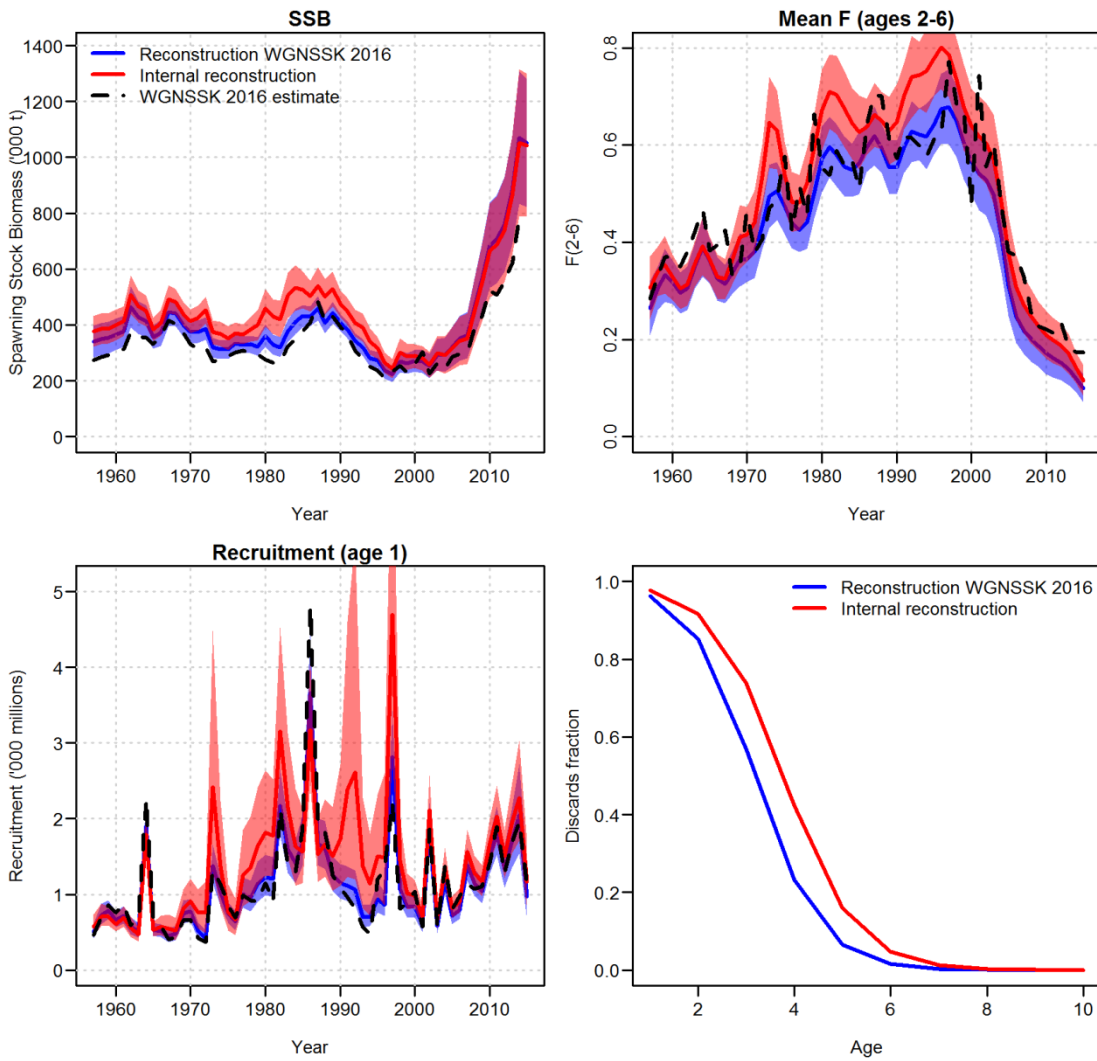 SSB
Reconstruction WGNSSK 2016
Internal reconstruction
WGNSSK 2016 estimate
Spawning Stock Biomass ('000 t)
1400
1200
1000
800
600
400
200
0
1960 1970 1980 1990 2000 2010
Year
Mean F (ages 2-6)
F(2-6)
0.8
0.6
0.4
0.2
0.0
1960 1970 1980 1990 2000 2010
Year
Recruitment (age 1)
Recruitment ('000 millions)
5
4
3
2
1
0
1960 1970 1980 1990 2000 2010
Year
Reconstruction WGNSSK 2016
Internal reconstruction
Discards fraction
1.0
0.8
0.6
0.4
0.2
0.0
2 4 6 8 10
Age